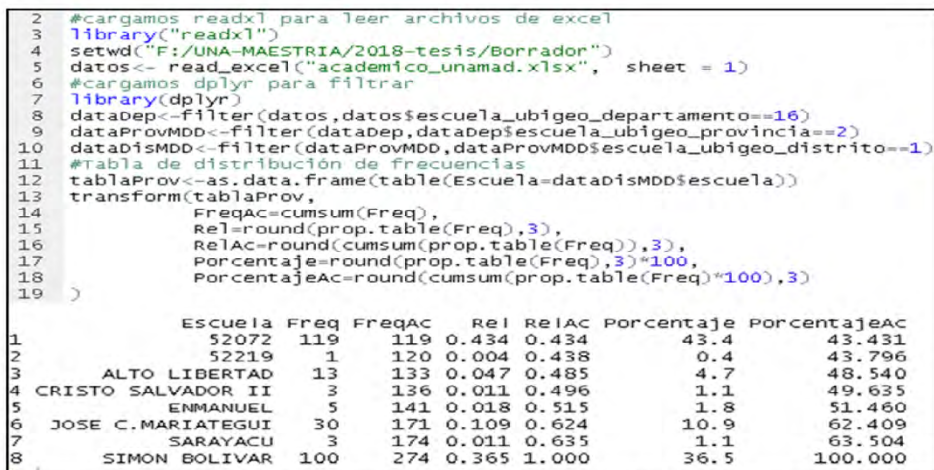 2 #cargamos readxl para leer archivos de excel
3 library("readxl")
4 setwd("F:/UNA-MAESTRIA/2018-tesis/Borrador")
5 datos<- read_excel("academico_unamad.xlsx",  sheet = 1)
6 #cargamos dplyr para filtrar
7 library(dplyr)
8 dataDep<-filter(datos,datos$escuela_ubigeo_departamento==16)
9 dataProvMDD<-filter(dataDep,dataDep$escuela_ubigeo_provincia==2)
10 dataDisMDD<-filter(dataProvMDD,dataProvMDD$escuela_ubigeo_distrito==1)
11 #Tabla de distribución de frecuencias
12 tablaProv<-as.data.frame(table(Escuela=dataDisMDD$escuela))
13 transform(tablaProv,
14 FreqAc=cumsum(Freq),
15 Rel=round(prop.table(Freq),3),
16 RelAc=round(cumsum(prop.table(Freq)),3),
17 Porcentaje=round(prop.table(Freq),3)*100,
18 PorcentajeAc=round(cumsum(prop.table(Freq)*100),3)
19 )
Escuela Freq FreqAc Rel RelAc Porcentaje PorcentajeAc
1 52072 119 119 0.434 0.434 43.4 43.431
2 52219 1 120 0.004 0.438 0.4 43.796
3 ALTO LIBERTAD 13 133 0.047 0.485 4.7 48.540
4 CRISTO SALVADOR II 3 136 0.011 0.496 1.1 49.635
5 ENMANUEL 5 141 0.018 0.515 1.8 51.460
6 JOSE C.MARIATEGUI 30 171 0.109 0.624 10.9 62.409
7 SARAYACU 3 174 0.011 0.635 1.1 63.504
8 SIMON BOLIVAR 100 274 0.365 1.000 36.5 100.000